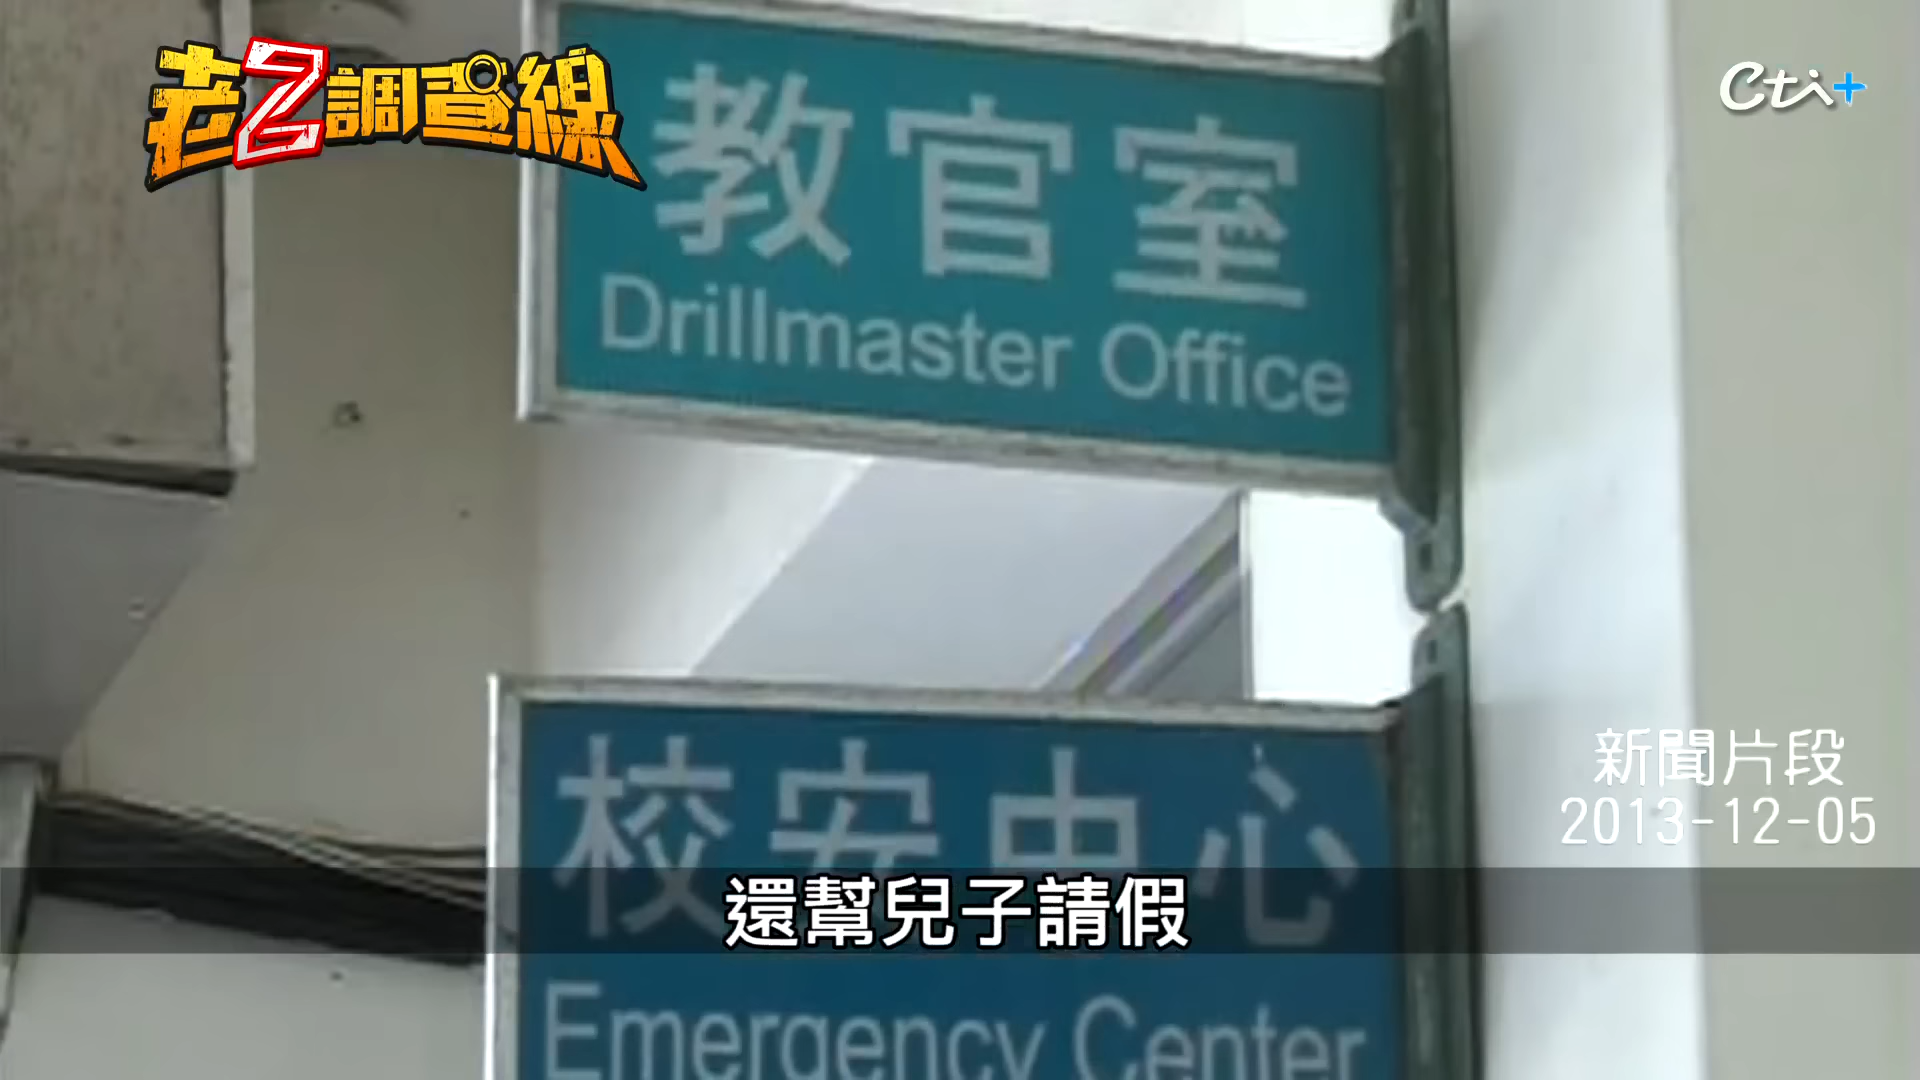 老Z調查線
Cti+
教官室
Drillmaster Office
校安中心
新聞片段
2013-12-05
還幫兒子請假
Emergency Center